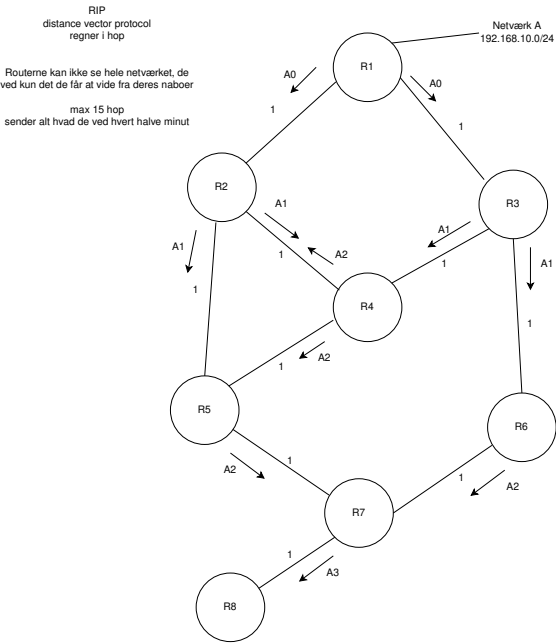 RIP
distance vector protocol
regner i hop
Routerne kan ikke se hele netværket, de
ved kun det de får at vide fra deres naboer
max 15 hop
sender alt hvad de ved hvert halve minut
Netværk A
192.168.10.0/24
R1
A0
A0
1
1
R2
R3
A1
A1
A1
A2
A1
1
1
1
R4
1
A2
1
R5
R6
1
A2
1
A2
R7
1
A3
R8